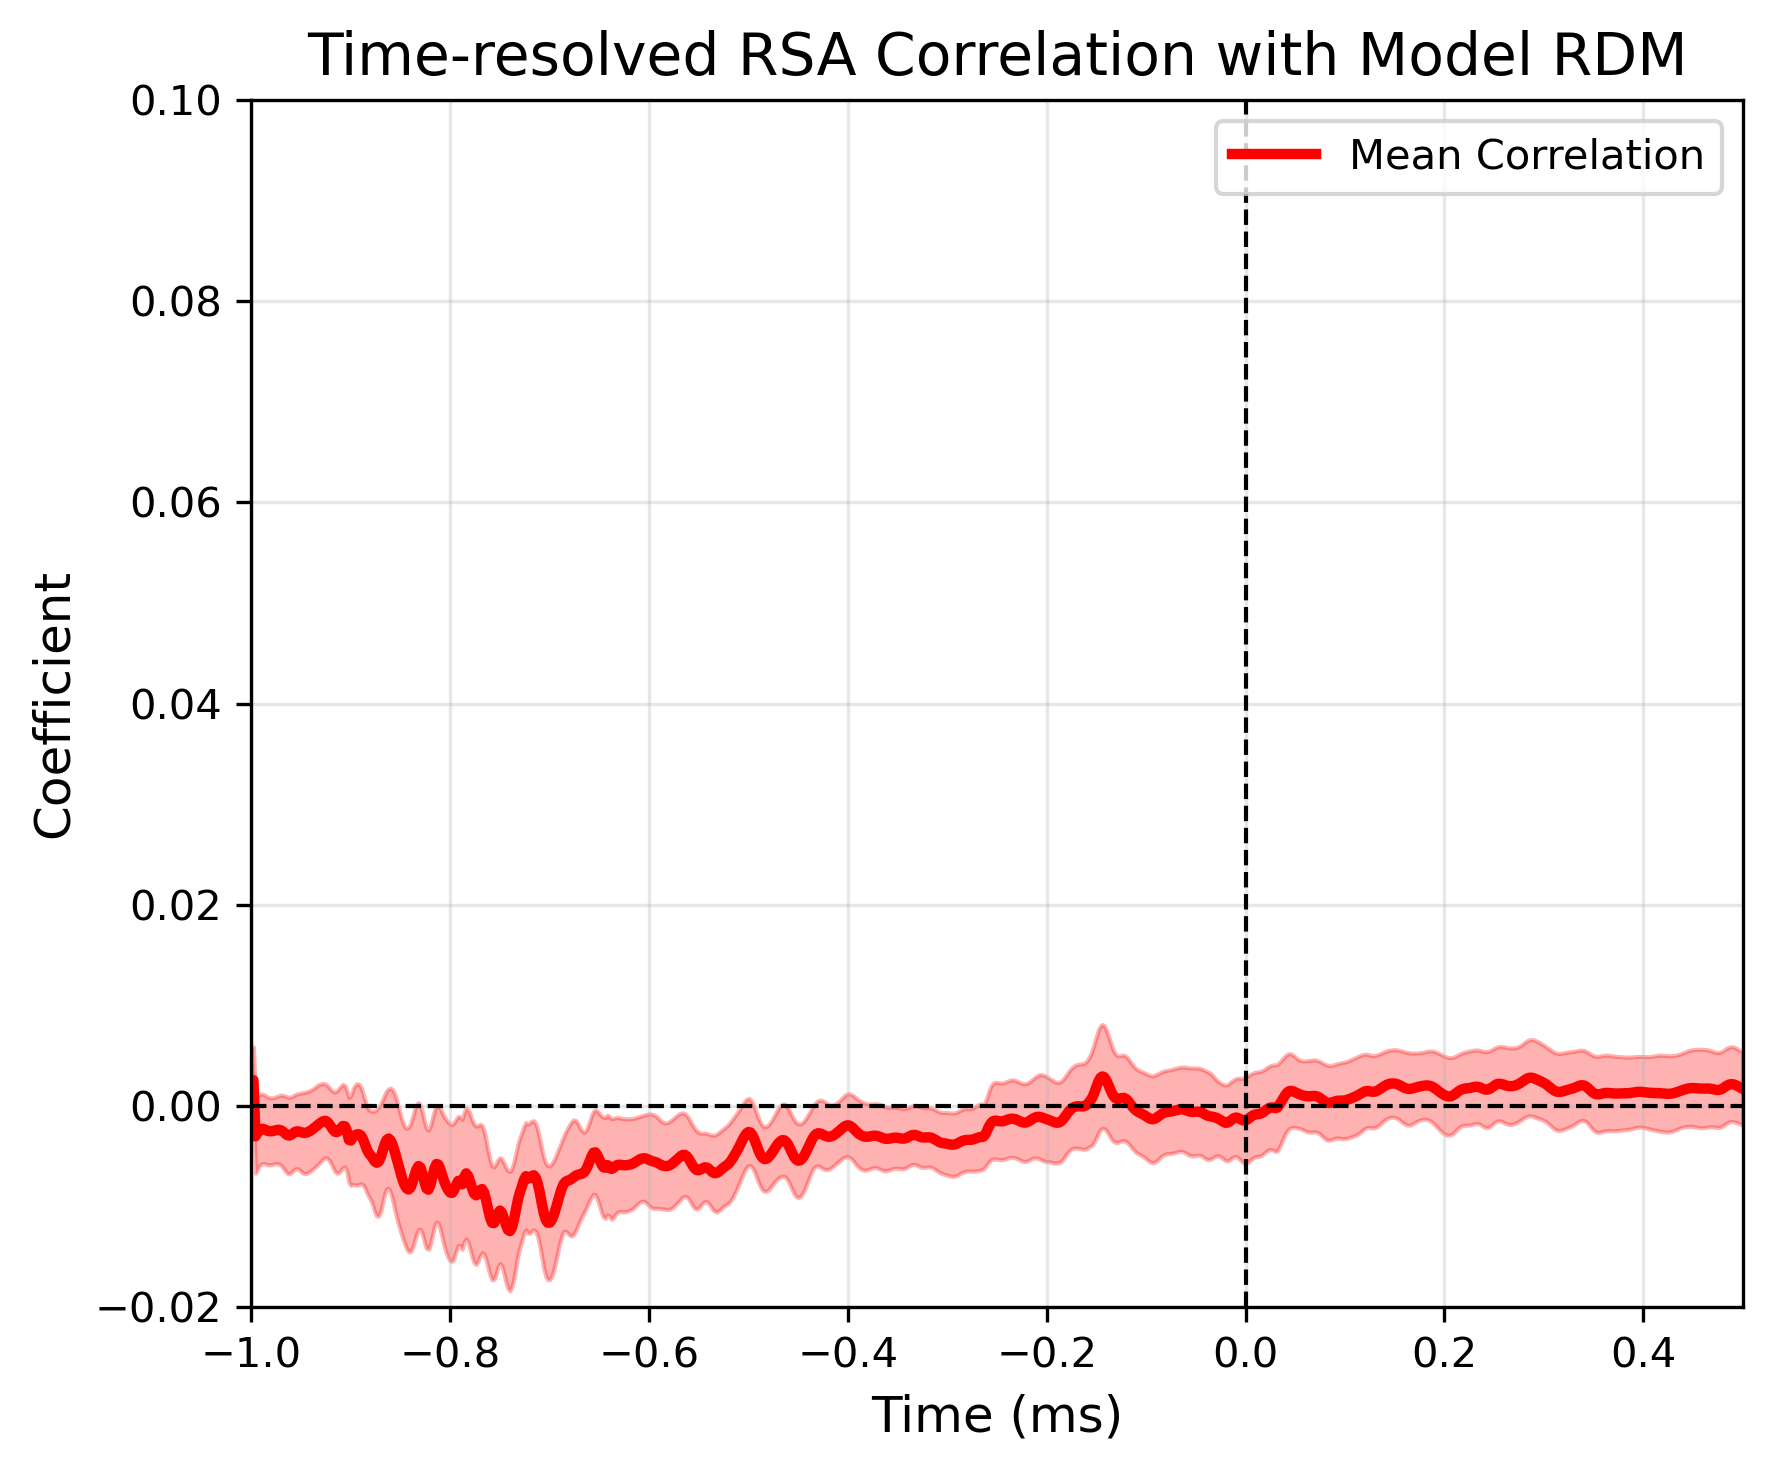 Time-resolved RSA Correlation with Model RDM
Mean Correlation
Coefficient
0.10
0.08
0.06
0.04
0.02
0.00
−0.02
−1.0 −0.8 −0.6 −0.4 −0.2 0.0 0.2 0.4
Time (ms)